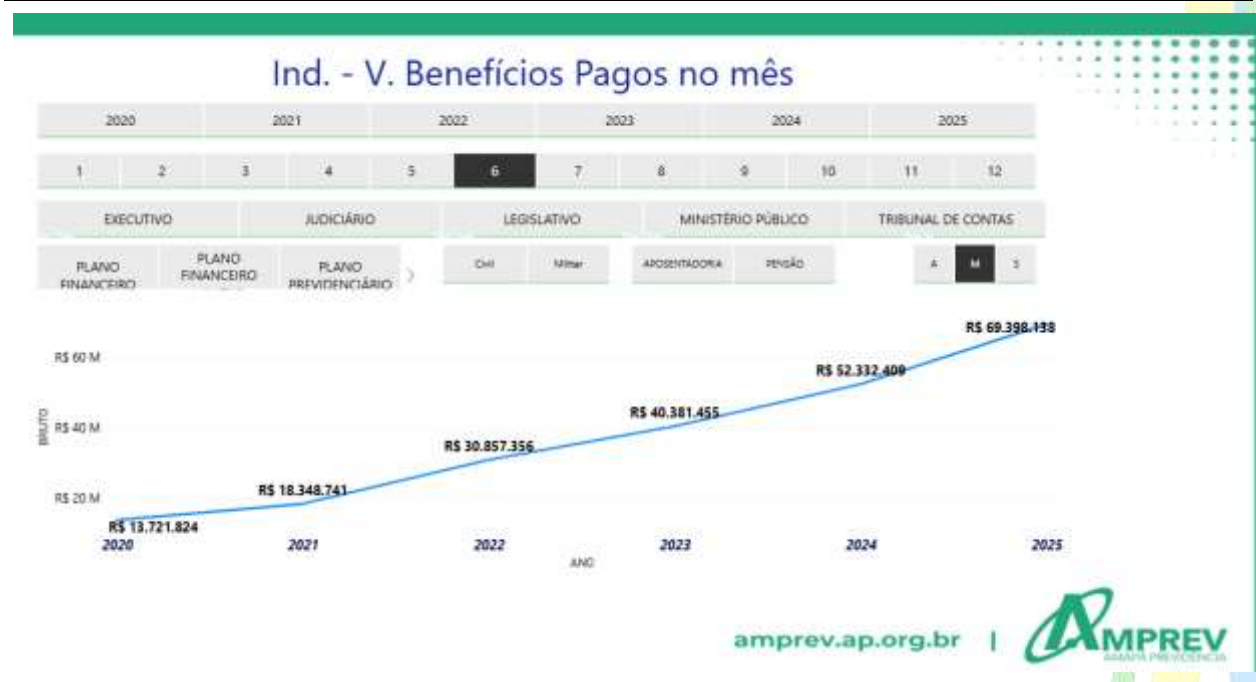 Ind. - V. Benefícios Pagos no mês
2020 2021 2022 2023 2024 2025
1 2 3 4 5 6 7 8 9 10 11 12
EXECUTIVO JUDICIÁRIO LEGISLATIVO MINISTÉRIO PÚBLICO TRIBUNAL DE CONTAS
PLANO FINANCEIRO
PLANO FINANCEIRO
PLANO PREVIDENCIÁRIO
Civil Militar APOSENTADORIA PENSÃO A M S
R$ 69.398.138
R$ 60 M
R$ 52.332.409
R$ 40.381.455
BRUTO
R$ 40 M
R$ 30.857.356
R$ 18.348.741
R$ 20 M
R$ 13.721.824
2020 2021 2022 2023 2024 2025
ANO
amprev.ap.org.br |
AMPREV
AMAPÁ PREVIDÊNCIA